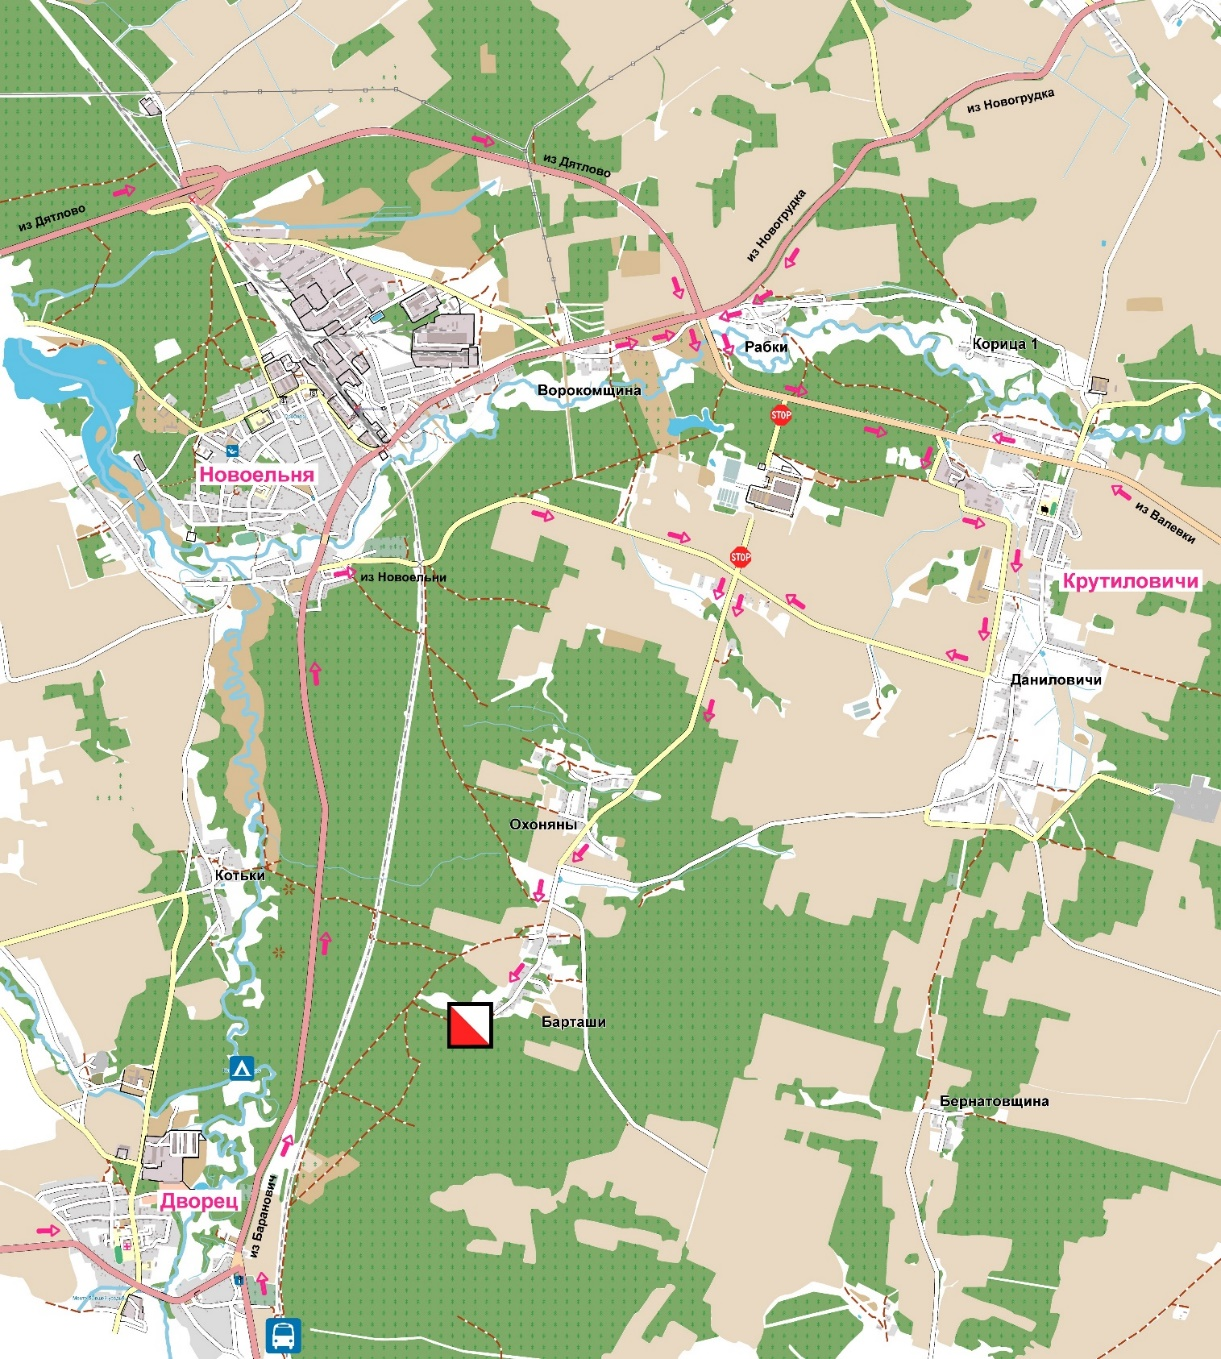 из Новогрудка
из Дятлово
из Дятлово
из Новогрудка
Рабки
Корица 1
Ворокомщина
STOP
Новоельня
из Валевки
STOP
из Новоельни
Крутиловичи
Даниловичи
Охоняны
Котьки
Барташи
Бернатовщина
Дворец
из Баранович